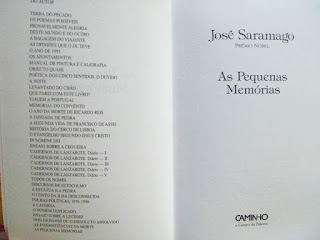 DO AUTOR
TERRA DO PECADO
OS POEMAS POSSÍVEIS
PROVAVELMENTE ALEGRIA
DESTE MUNDO E DO OUTRO
A BAGAGEM DO VIAJANTE
AS OPINIÕES QUE O DL TEVE
O ANO DE 1993
OS APONTAMENTOS
MANUAL DE PINTURA E CALIGRAFIA
OBJECTO QUASE
POÉTICA DOS CINCO SENTIDOS, O OUVIDO
A NOITE
LEVANTADO DO CHÃO
QUE FAREI COM ESTE LIVRO?
VIAGEM A PORTUGAL
MEMORIAL DO CONVENTO
O ANO DA MORTE DE RICARDO REIS
A JANGADA DE PEDRA
A SEGUNDA VIDA DE FRANCISCO DE ASSIS
HISTÓRIA DO CERCO DE LISBOA
O EVANGELHO SEGUNDO JESUS CRISTO
IN NOMINE DEI
ENSAIO SOBRE A CEGUEIRA
CADERNOS DE LANZAROTE, Diário — I
CADERNOS DE LANZAROTE, Diário — II
CADERNOS DE LANZAROTE, Diário — III
CADERNOS DE LANZAROTE, Diário — IV
CADERNOS DE LANZAROTE, Diário — V
TODOS OS NOMES
DISCURSOS DE ESTOCOLMO
A ESTÁTUA E A PEDRA
O CONTO DA ILHA DESCONHECIDA
FOLHAS POLÍTICAS, 1976-1998
A CAVERNA
O HOMEM DUPLICADO
ENSAIO SOBRE A LUCIDEZ
DON GIOVANNI OU O DISSOLUTO ABSOLVIDO
AS INTERMITÊNCIAS DA MORTE
AS PEQUENAS MEMÓRIAS
José Saramago
PRÉMIO NOBEL
As Pequenas
Memórias
CAMINHO
o Campo da Palavra